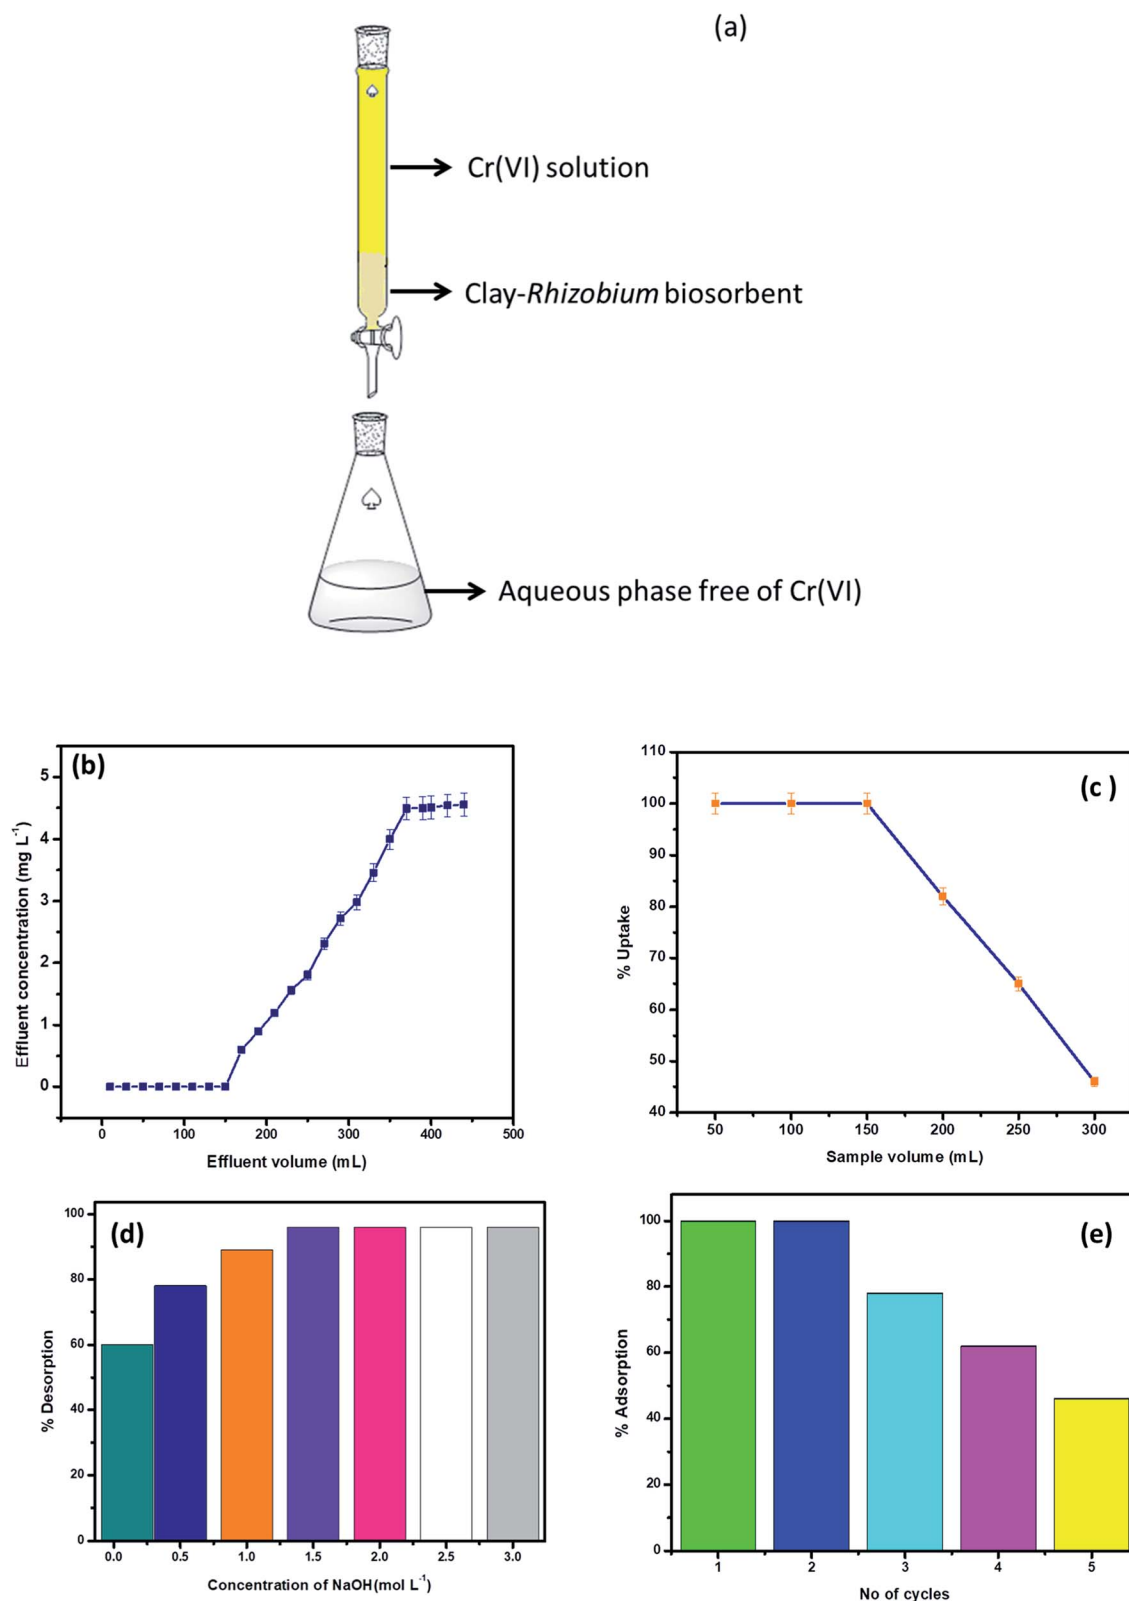 (a)
Cr(VI) solution
Clay-Rhizobium biosorbent
Aqueous phase free of Cr(VI)
(b)
Effluent concentration (mg L⁻¹)
5
4
3
2
1
0
0 100 200 300 400 500
Effluent volume (mL)
(c )
% Uptake
110
100
90
80
70
60
50
40
50 100 150 200 250 300
Sample volume (mL)
(d)
% Desorption
100
80
60
40
20
0
0.0 0.5 1.0 1.5 2.0 2.5 3.0
Concentration of NaOH(mol L⁻¹)
(e)
% Adsorption
100
80
60
40
20
0
1 2 3 4 5
No of cycles